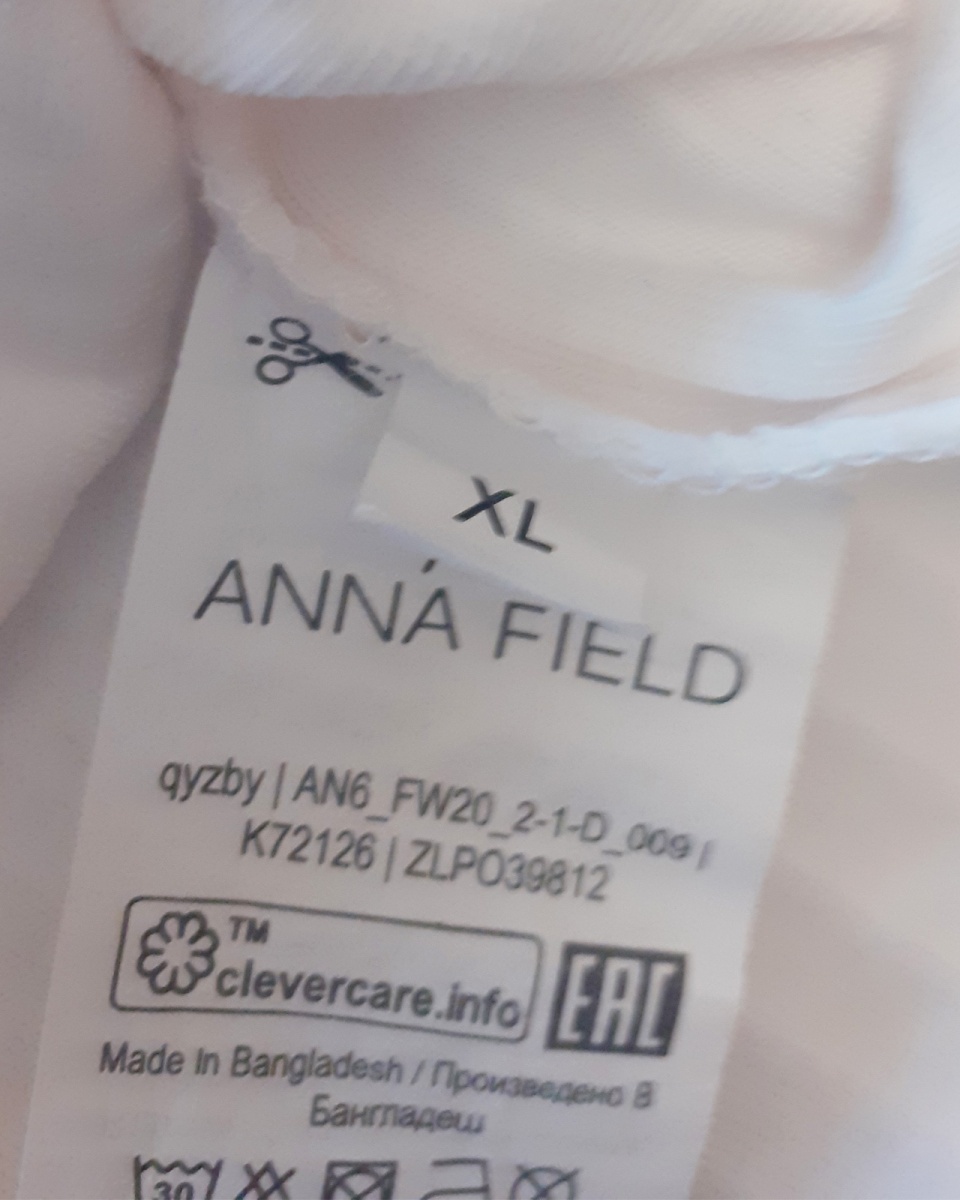 XL
ANNÁ FIELD
qyzby | AN6_FW20_2-1-D_009 |
K72126 | ZLPO39812
TM
clevercare.info
EAC
Made In Bangladesh / Произведено В
Бангладеш
30